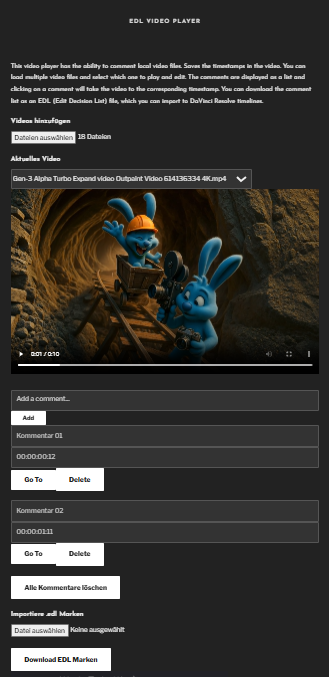 EDL VIDEO PLAYER
This video player has the ability to comment local video files. Saves the timestamps in the video. You can
load multiple video files and select which one to play and edit. The comments are displayed as a list and
clicking on a comment will take the video to the corresponding timestamp. You can download the comment
list as an EDL (Edit Decision List) file, which you can import to DaVinci Resolve timelines.
Videos hinzufügen
Dateien auswählen 18 Dateien
Aktuelles Video
Gen-3 Alpha Turbo Expand video Outpaint Video 614136334 4K.mp4
0:01 / 0:10
Add a comment...
Add
Kommentar 01
00:00:00:12
Go To Delete
Kommentar 02
00:00:01:11
Go To Delete
Alle Kommentare löschen
Importiere .edl Marken
Datei auswählen Keine ausgewählt
Download EDL Marken